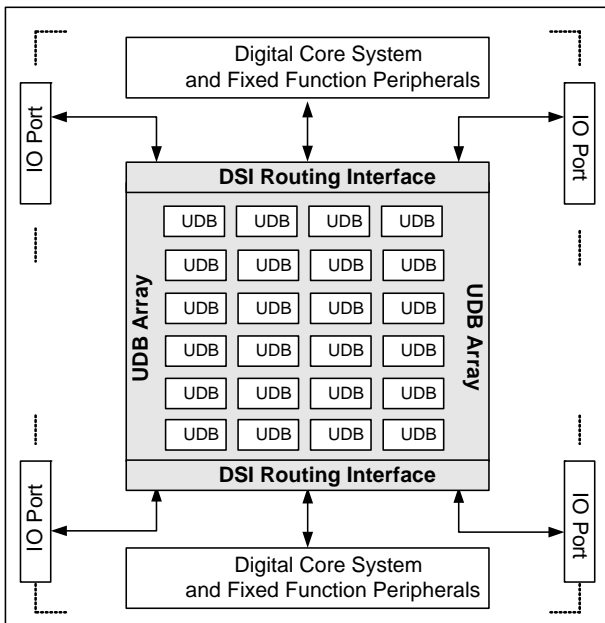 Digital Core System
and Fixed Function Peripherals
IO Port
IO Port
DSI Routing Interface
UDB UDB UDB UDB
UDB UDB UDB UDB
UDB Array
UDB UDB UDB UDB
UDB Array
UDB UDB UDB UDB
UDB UDB UDB UDB
UDB UDB UDB UDB
DSI Routing Interface
IO Port
IO Port
Digital Core System
and Fixed Function Peripherals